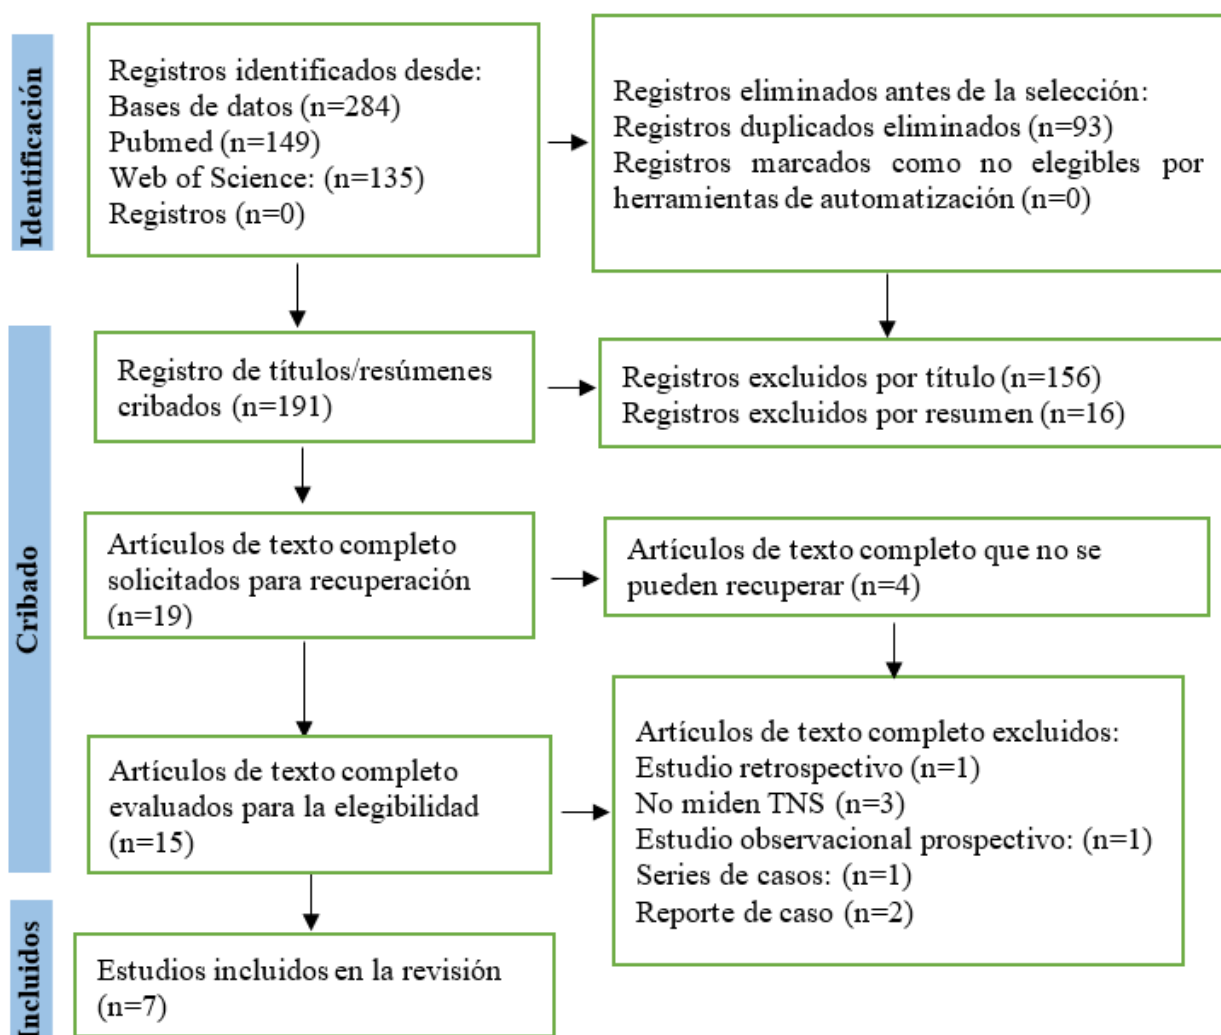 Identificación
Registros identificados desde:
Bases de datos (n=284)
Pubmed (n=149)
Web of Science: (n=135)
Registros (n=0)
Registros eliminados antes de la selección:
Registros duplicados eliminados (n=93)
Registros marcados como no elegibles por
herramientas de automatización (n=0)
Cribado
Registro de títulos/resúmenes
cribados (n=191)
Registros excluidos por título (n=156)
Registros excluidos por resumen (n=16)
Artículos de texto completo
solicitados para recuperación
(n=19)
Artículos de texto completo que no se
pueden recuperar (n=4)
Artículos de texto completo
evaluados para la elegibilidad
(n=15)
Artículos de texto completo excluidos:
Estudio retrospectivo (n=1)
No miden TNS (n=3)
Estudio observacional prospectivo: (n=1)
Series de casos: (n=1)
Reporte de caso (n=2)
Incluidos
Estudios incluidos en la revisión
(n=7)